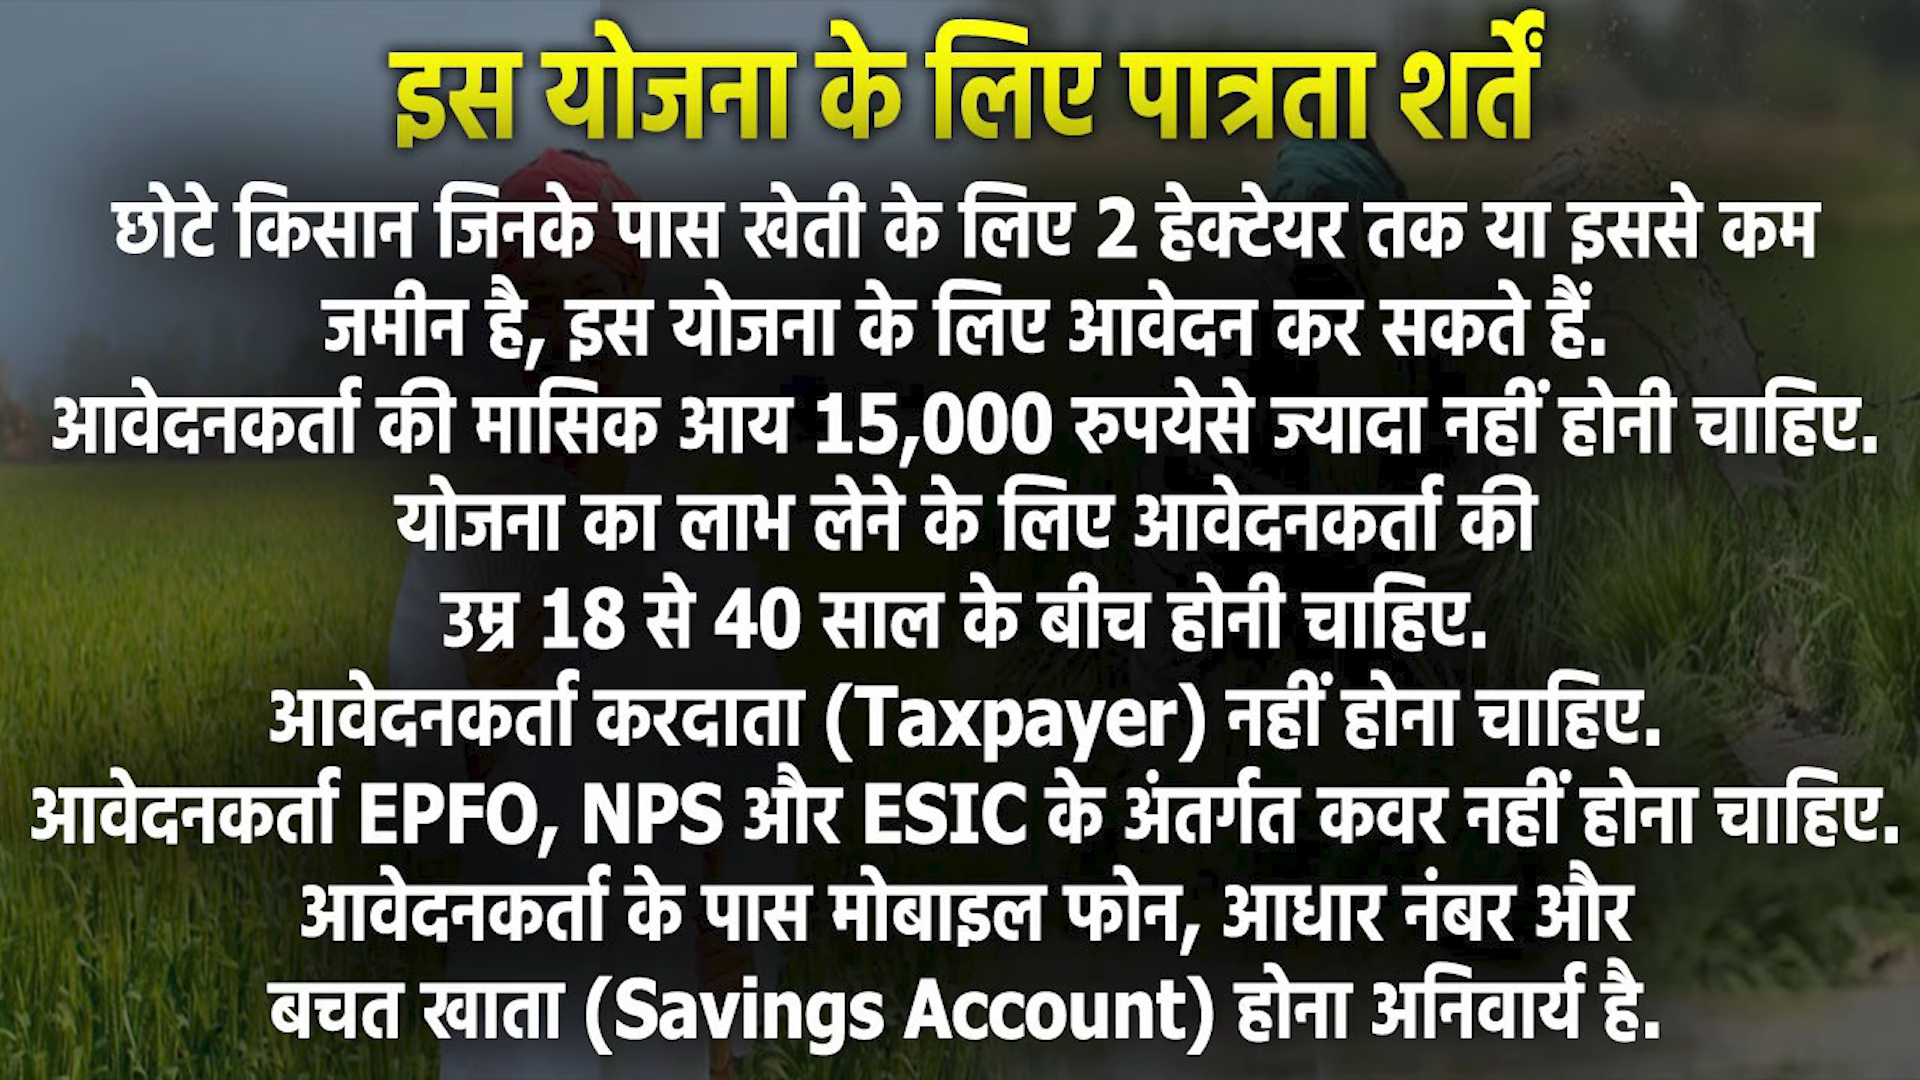 इस योजना के लिए पात्रता शर्तें
छोटे किसान जिनके पास खेती के लिए 2 हेक्टेयर तक या इससे कम
जमीन है, इस योजना के लिए आवेदन कर सकते हैं.
आवेदनकर्ता की मासिक आय 15,000 रुपयेसे ज्यादा नहीं होनी चाहिए.
योजना का लाभ लेने के लिए आवेदनकर्ता की
उम्र 18 से 40 साल के बीच होनी चाहिए.
आवेदनकर्ता करदाता (Taxpayer) नहीं होना चाहिए.
आवेदनकर्ता EPFO, NPS और ESIC के अंतर्गत कवर नहीं होना चाहिए.
आवेदनकर्ता के पास मोबाइल फोन, आधार नंबर और
बचत खाता (Savings Account) होना अनिवार्य है.